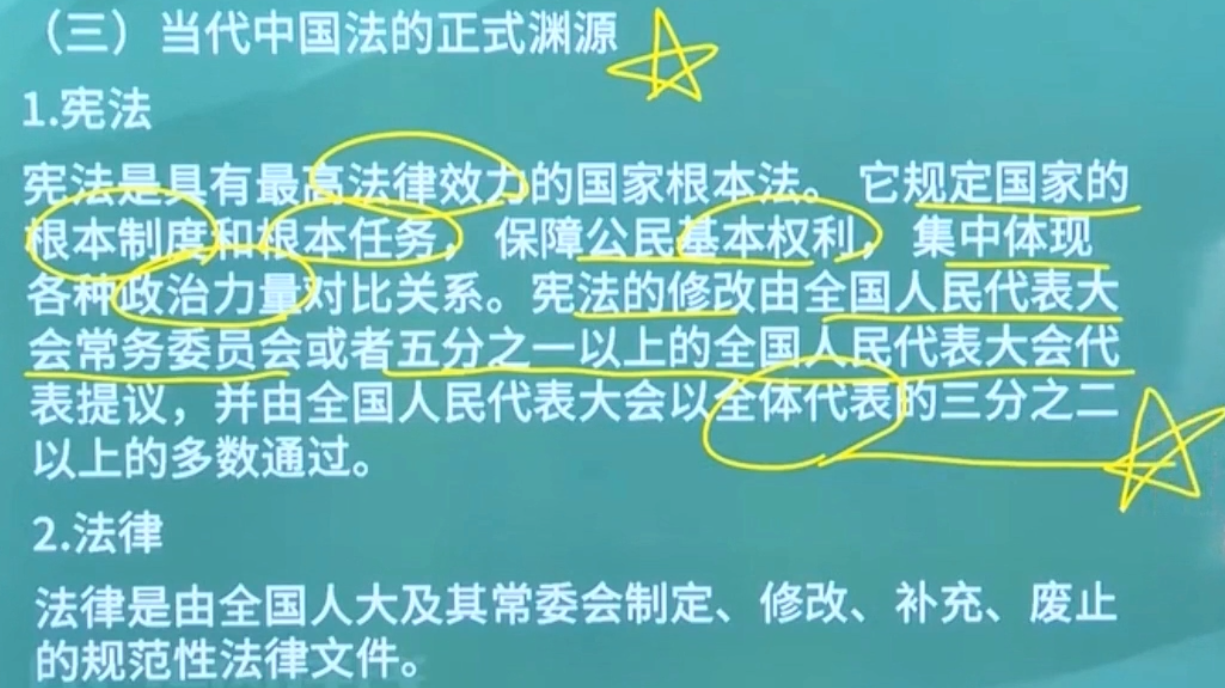 （三）当代中国法的正式渊源
1.宪法
宪法是具有最高法律效力的国家根本法。它规定国家的
根本制度和根本任务，保障公民基本权利，集中体现
各种政治力量对比关系。宪法的修改由全国人民代表大
会常务委员会或者五分之一以上的全国人民代表大会代
表提议，并由全国人民代表大会以全体代表的三分之二
以上的多数通过。
2.法律
法律是由全国人大及其常委会制定、修改、补充、废止
的规范性法律文件。